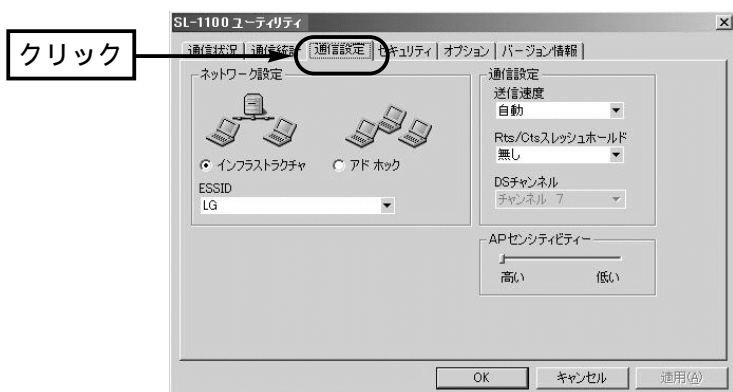 SL-1100 ユーティリティ
クリック
通信状況 通信統計 通信設定 セキュリティ オプション バージョン情報
ネットワーク設定
インフラストラクチャ アド ホック
ESSID
LG
通信設定
送信速度
自動
Rts/Ctsスレッシュホールド
無し
DSチャンネル
チャンネル 7
APセンシティビティー
高い 低い
OK キャンセル 適用(A)